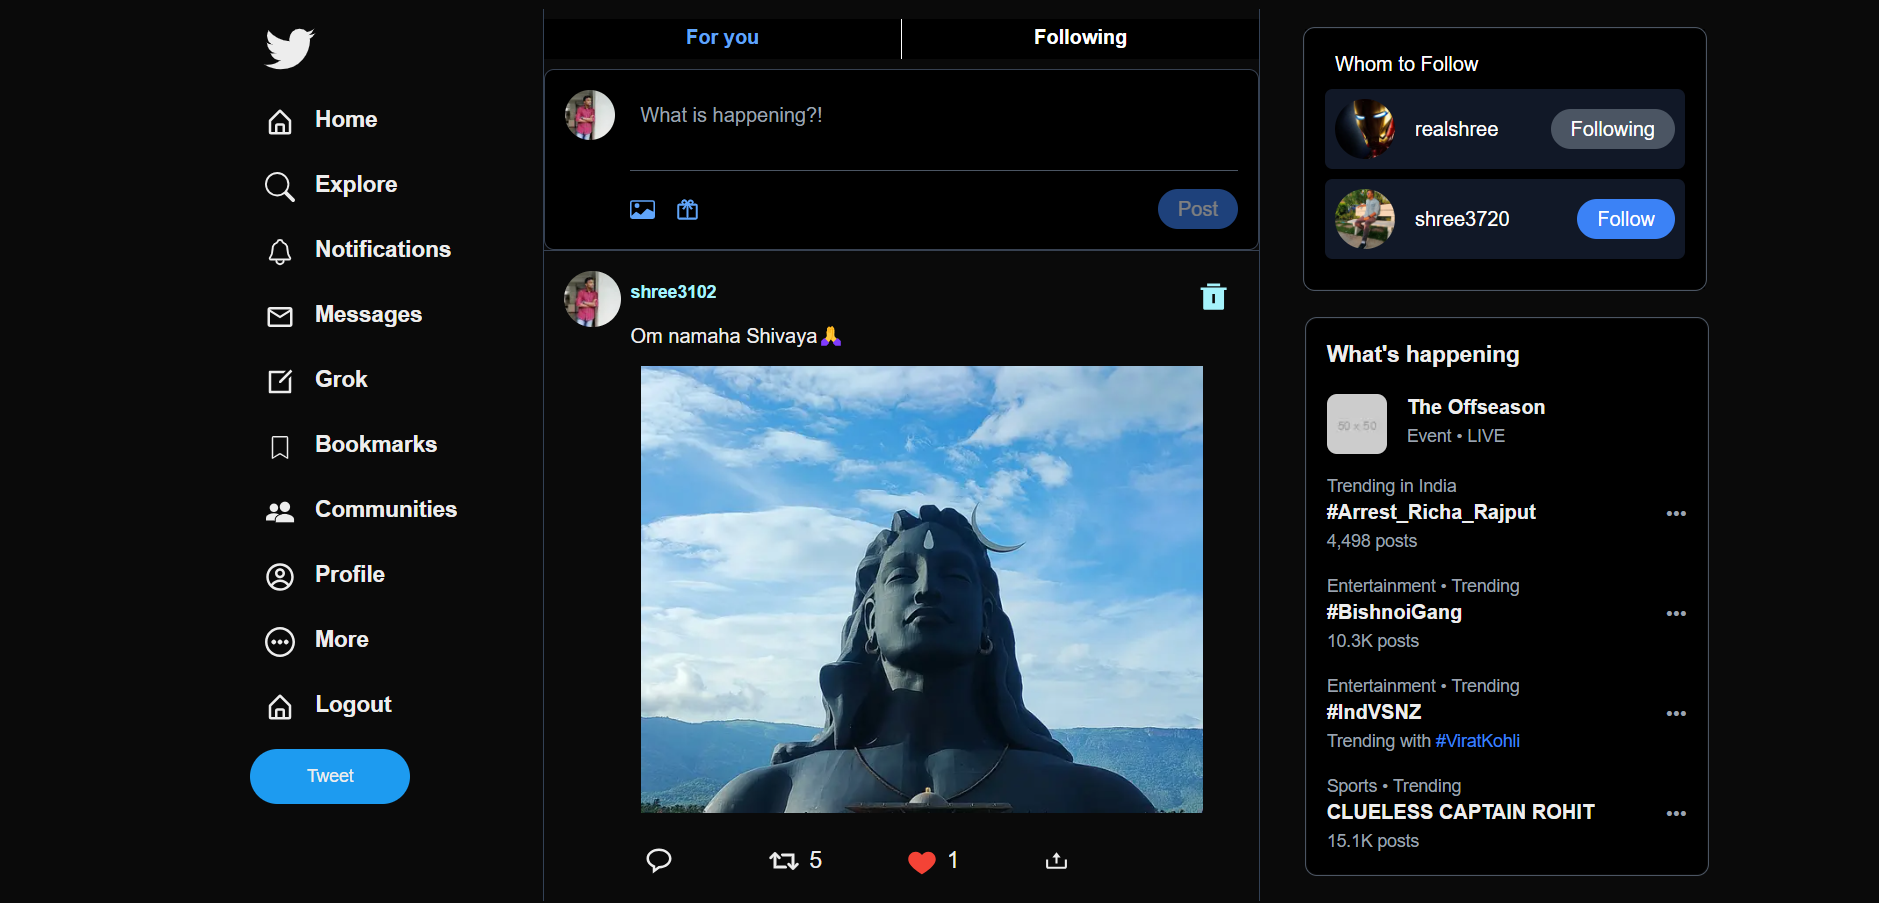 Home
Explore
Notifications
Messages
Grok
Bookmarks
Communities
Profile
More
Logout
Tweet
For you
Following
What is happening?!
Post
shree3102
Om namaha Shivaya🙏
5
1
Whom to Follow
realshree
Following
shree3720
Follow
What's happening
50 x 50
The Offseason
Event • LIVE
Trending in India
#Arrest_Richa_Rajput
4,498 posts
Entertainment • Trending
#BishnoiGang
10.3K posts
Entertainment • Trending
#IndVSNZ
Trending with #ViratKohli
Sports • Trending
CLUELESS CAPTAIN ROHIT
15.1K posts